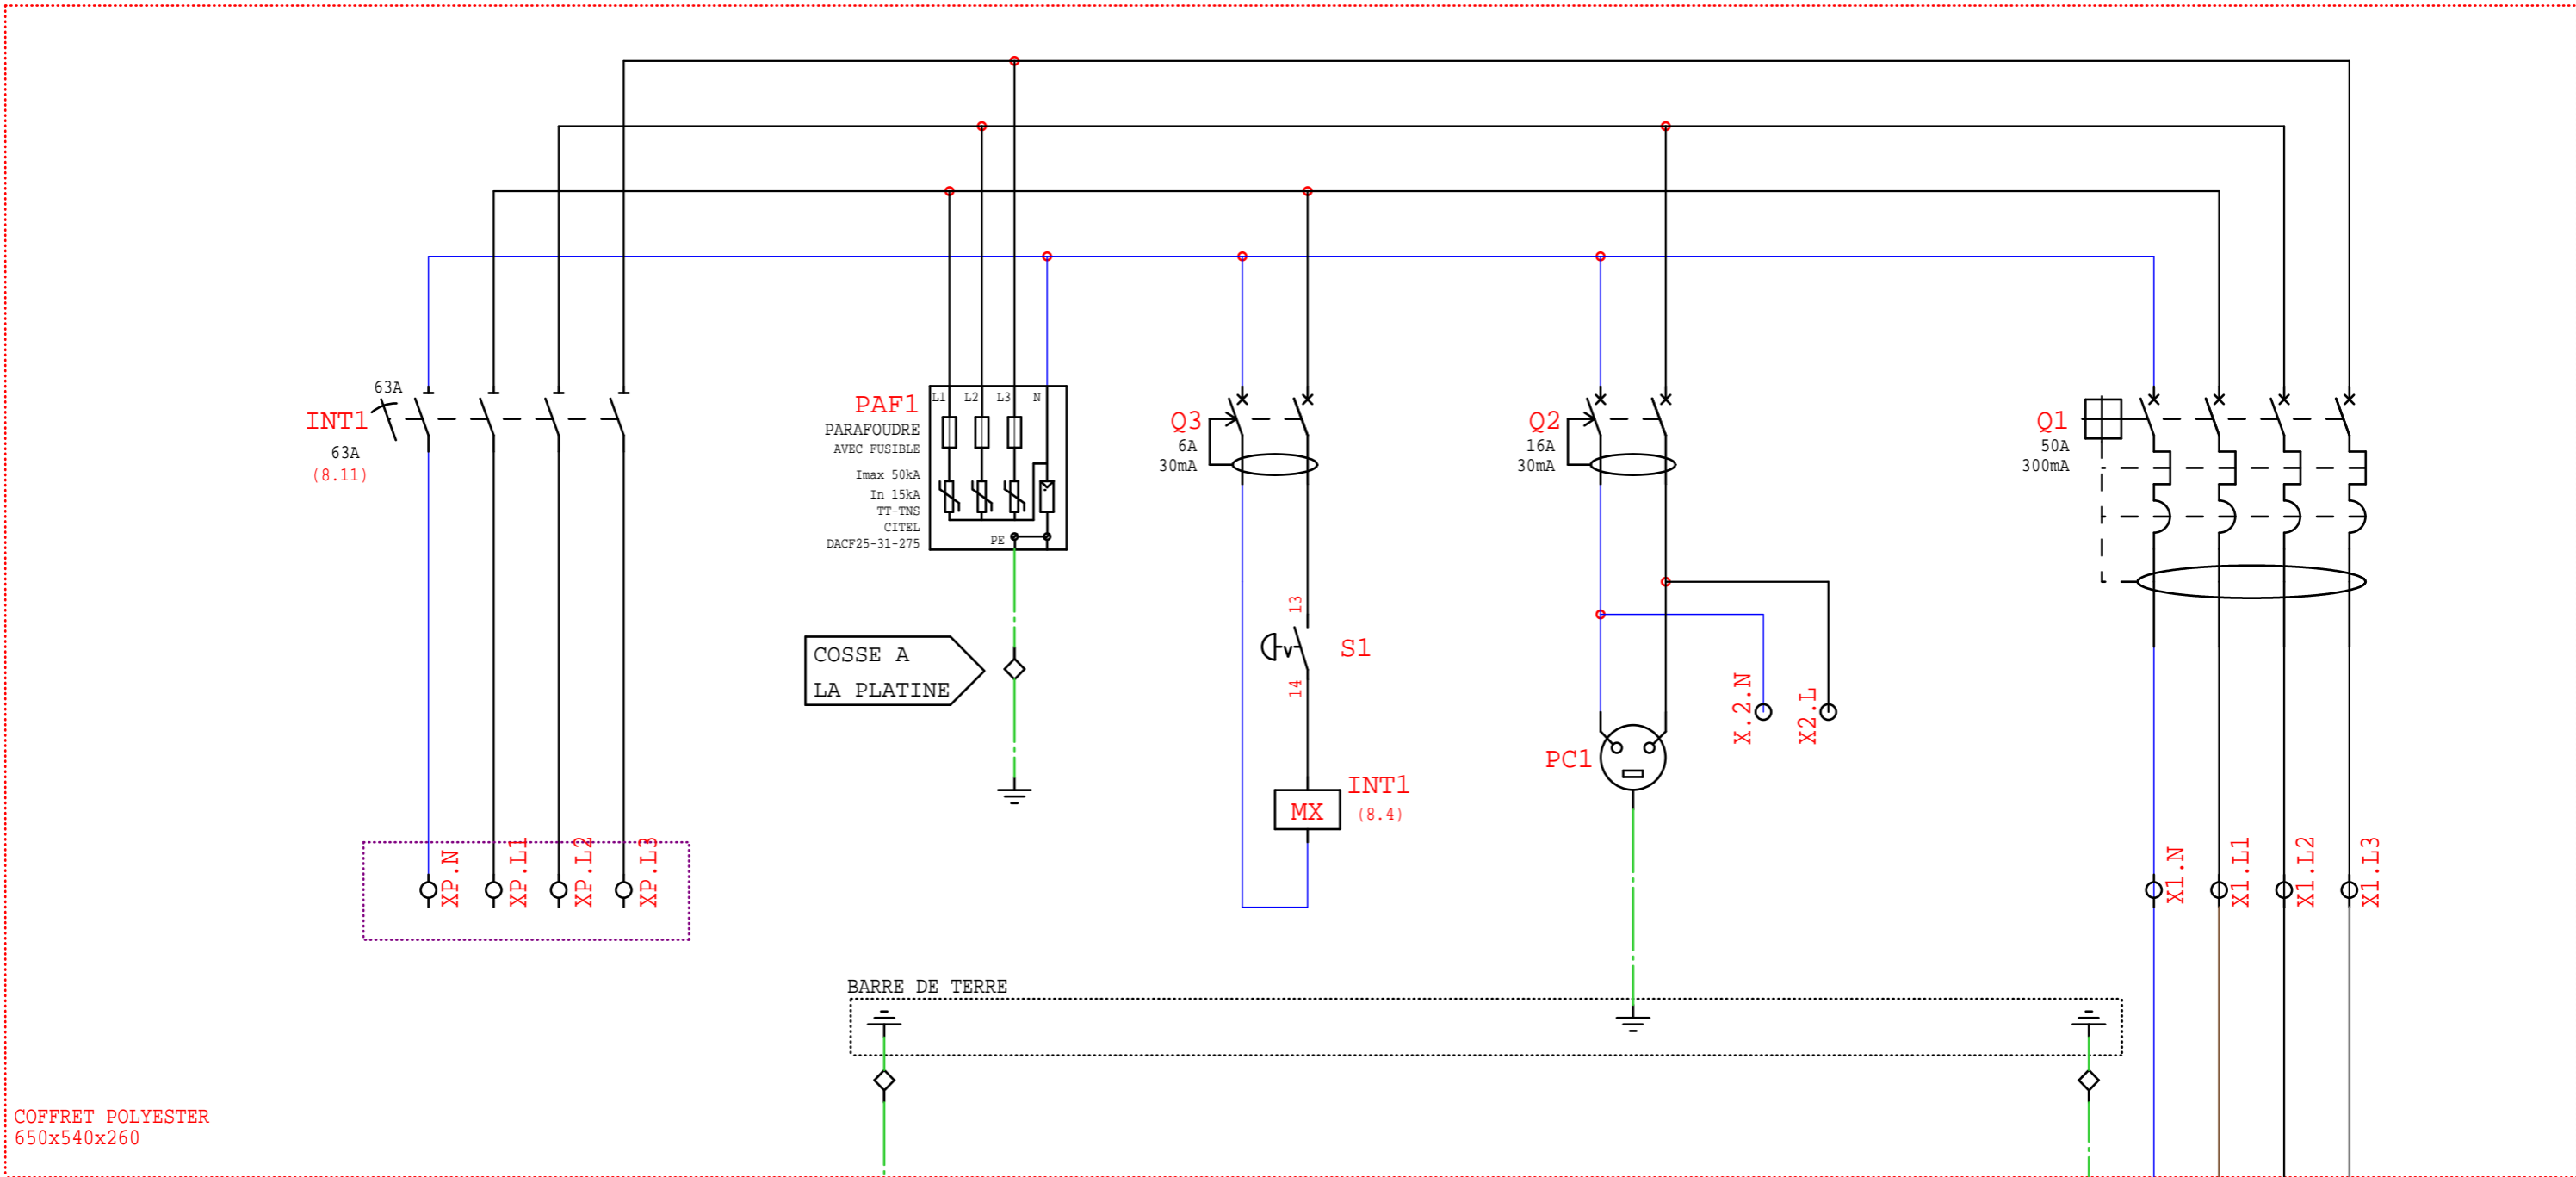 63A
INT1
63A
(8.11)
XP.N
XP.L1
XP.L2
XP.L3
PAF1
PARAFOUDRE
AVEC FUSIBLE
Imax 50kA
In 15kA
TT-TNS
CITEL
DACF25-31-275
L1
L2
L3
N
PE
COSSE A
LA PLATINE
Q3
6A
30mA
13
S1
14
INT1
MX
(8.4)
Q2
16A
30mA
X.2.N
X2.L
PC1
Q1
50A
300mA
X1.N
X1.L1
X1.L2
X1.L3
BARRE DE TERRE
COFFRET POLYESTER
650x540x260